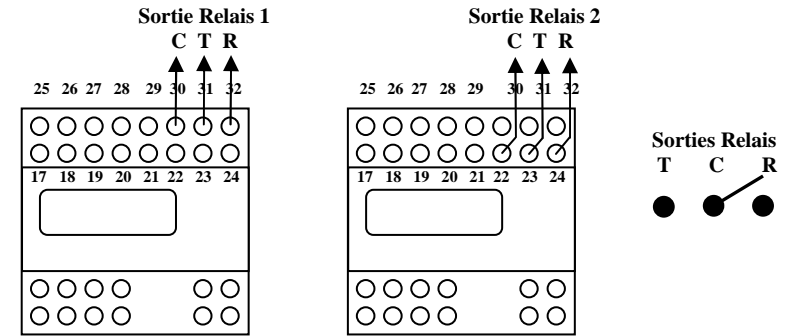 Sortie Relais 1
C T R
25 26 27 28 29 30 31 32
17 18 19 20 21 22 23 24
Sortie Relais 2
C T R
25 26 27 28 29 30 31 32
17 18 19 20 21 22 23 24
Sorties Relais
T C R